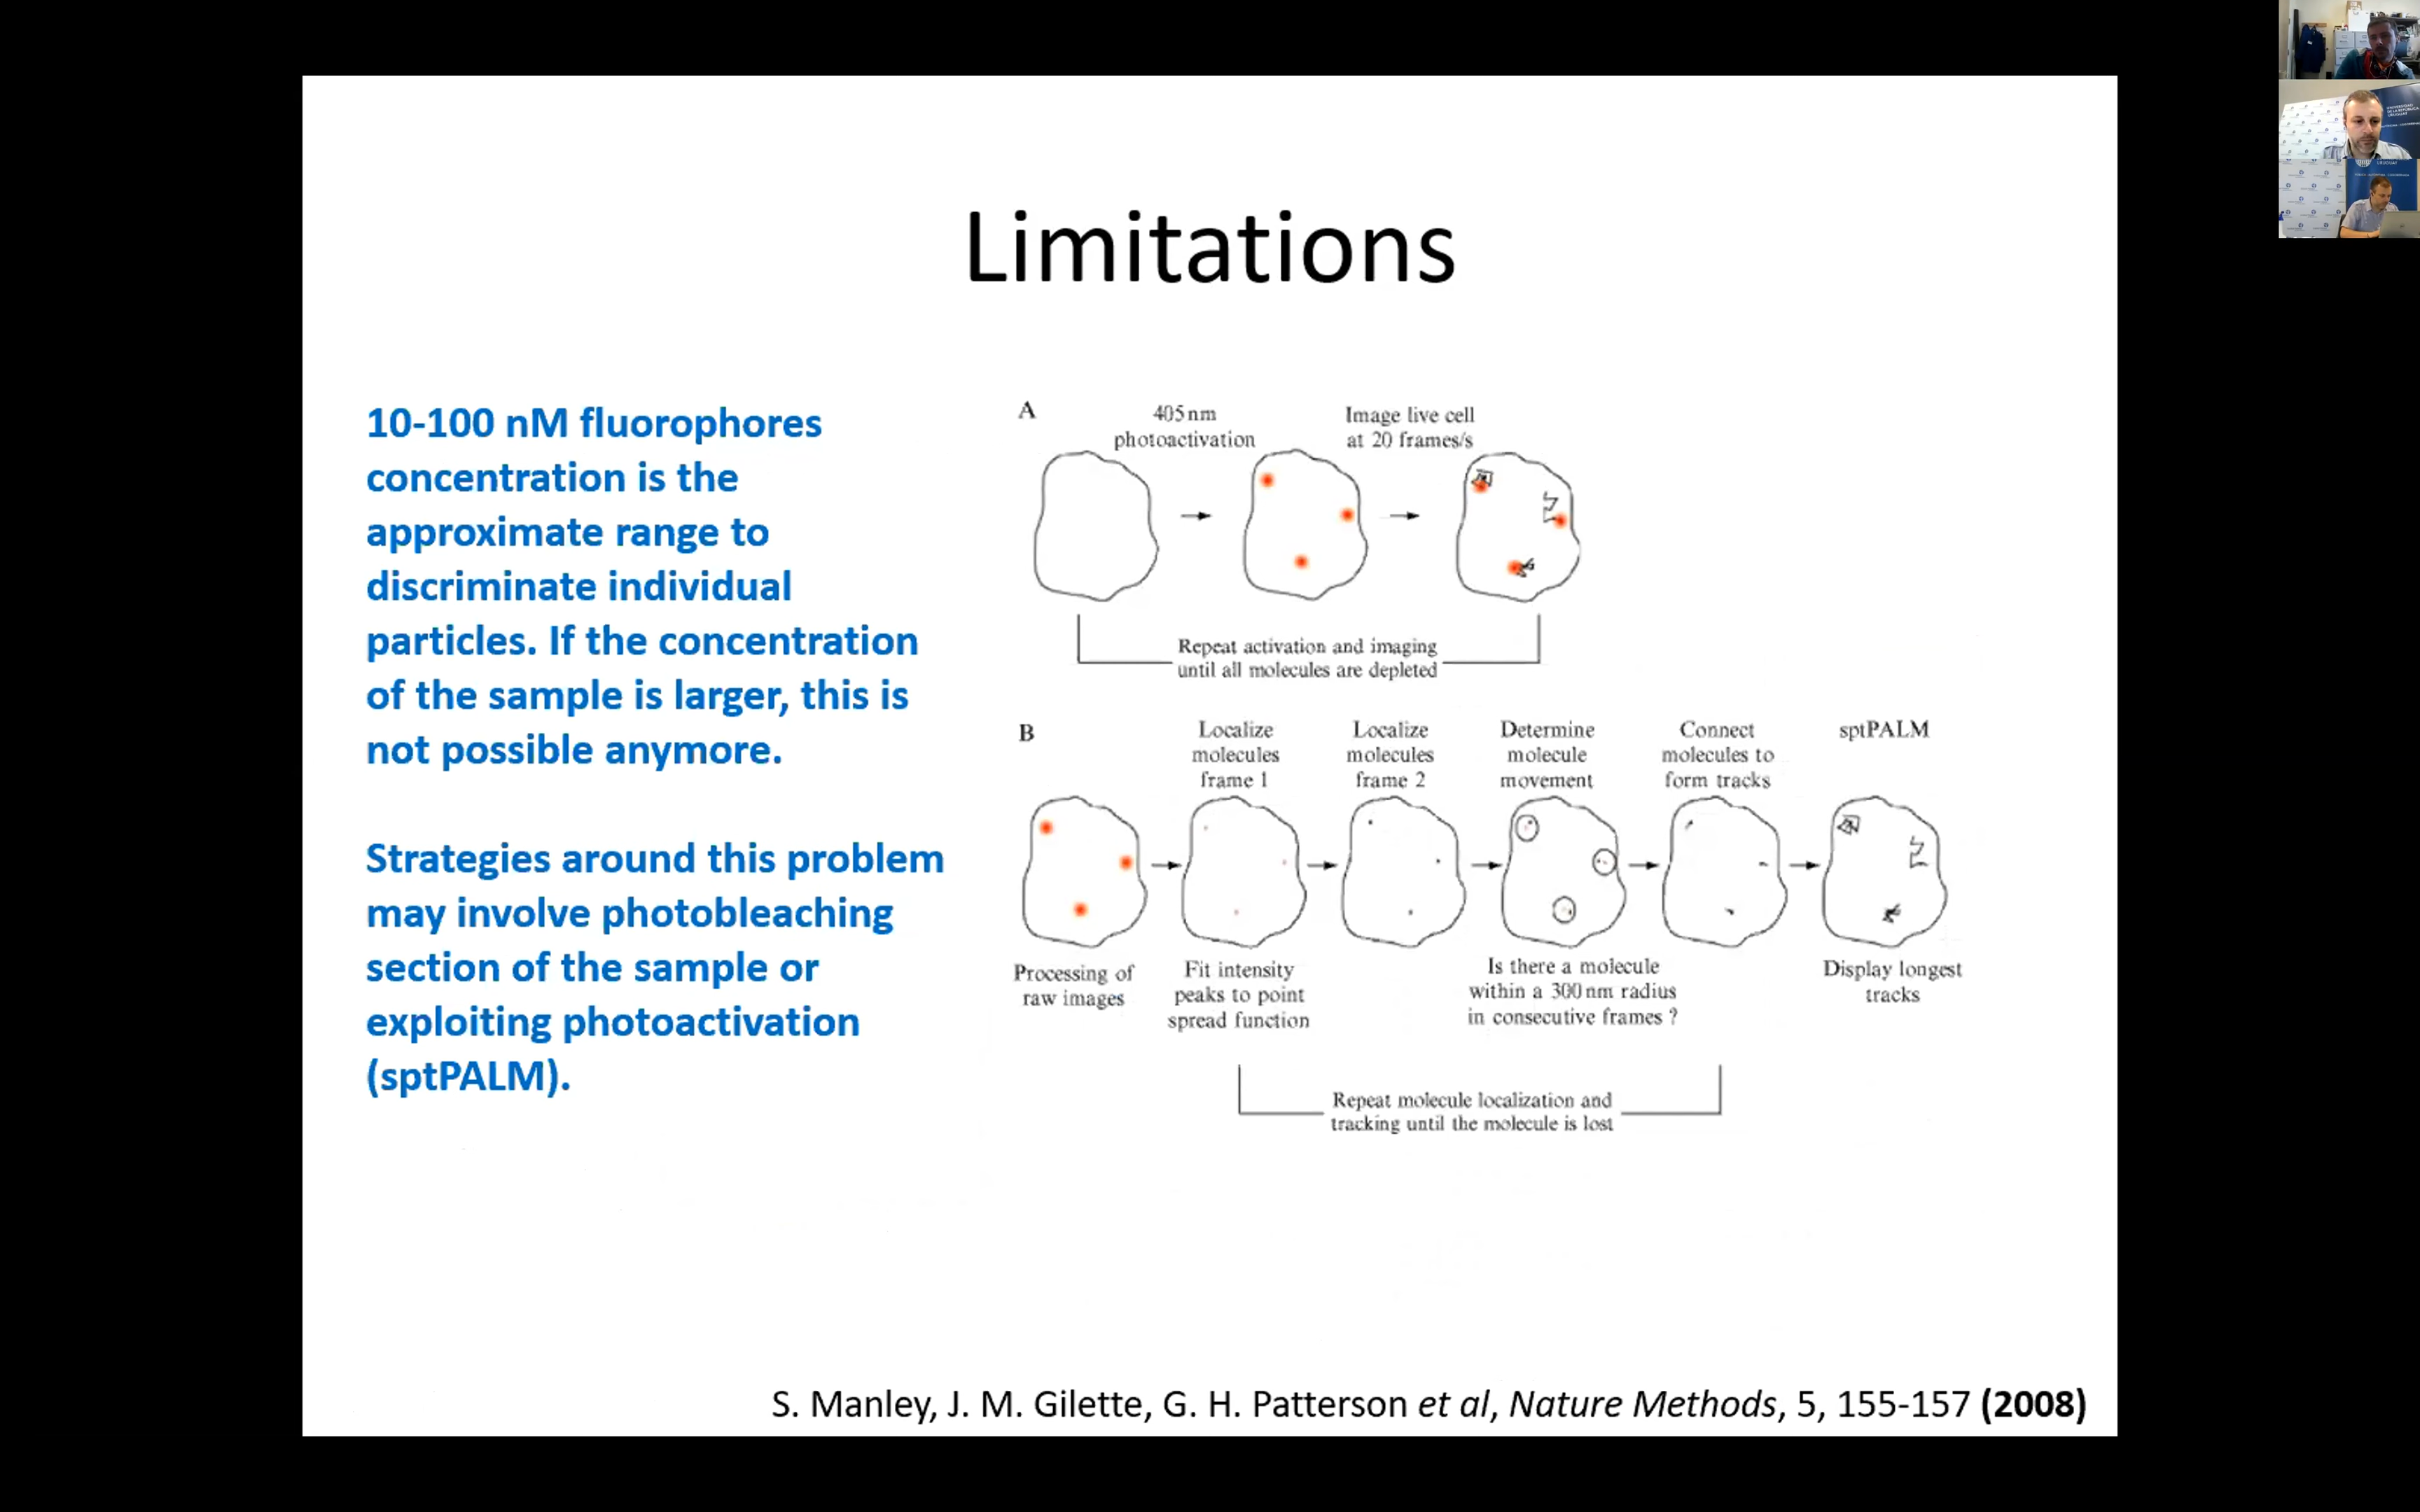 Limitations
10-100 nM fluorophores
concentration is the
approximate range to
discriminate individual
particles. If the concentration
of the sample is larger, this is
not possible anymore.
Strategies around this problem
may involve photobleaching
section of the sample or
exploiting photoactivation
(sptPALM).
A
405 nm
photoactivation
Image live cell
at 20 frames/s
Repeat activation and imaging
until all molecules are depleted
B
Localize
molecules
frame 1
Localize
molecules
frame 2
Determine
molecule
movement
Connect
molecules to
form tracks
sptPALM
Processing of
raw images
Fit intensity
peaks to point
spread function
Is there a molecule
within a 300 nm radius
in consecutive frames ?
Display longest
tracks
Repeat molecule localization and
tracking until the molecule is lost
S. Manley, J. M. Gilette, G. H. Patterson et al, Nature Methods, 5, 155-157 (2008)